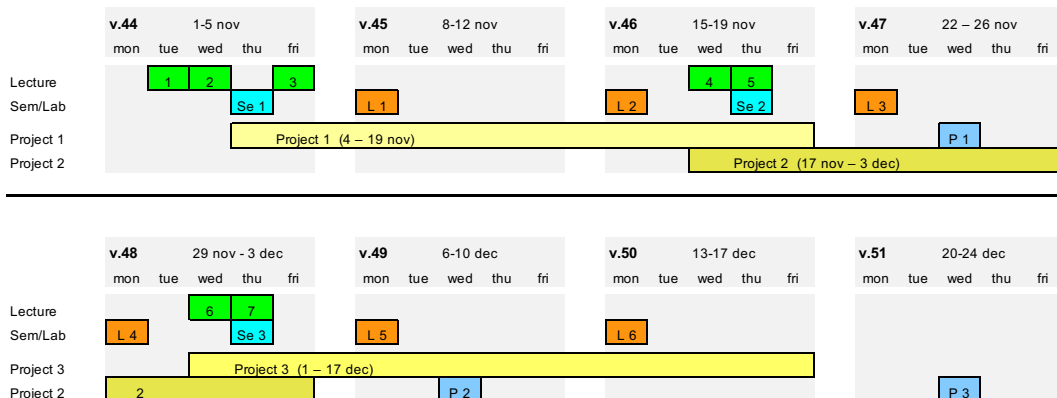 v.44 1-5 nov v.45 8-12 nov v.46 15-19 nov v.47 22 – 26 nov
mon tue wed thu fri mon tue wed thu fri mon tue wed thu fri mon tue wed thu fri
Lecture 1 2 3 4 5
Sem/Lab Se 1 L 1 L 2 Se 2 L 3
Project 1 Project 1 (4 – 19 nov) P 1
Project 2 Project 2 (17 nov – 3 dec)
v.48 29 nov - 3 dec v.49 6-10 dec v.50 13-17 dec v.51 20-24 dec
mon tue wed thu fri mon tue wed thu fri mon tue wed thu fri mon tue wed thu fri
Lecture 6 7
Sem/Lab L 4 Se 3 L 5 L 6
Project 3 Project 3 (1 – 17 dec)
Project 2 2 P 2 P 3